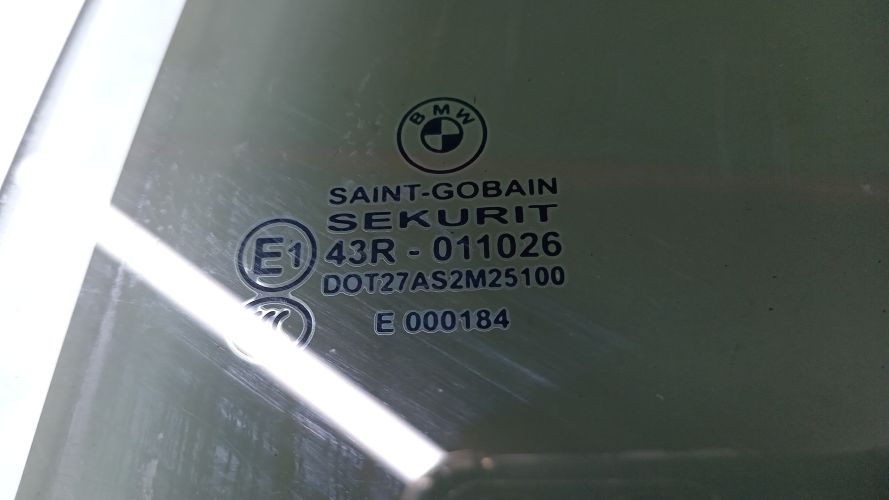 BMW
SAINT-GOBAIN
SEKURIT
E1 43R - 011026
DOT27AS2M25100
E 000184